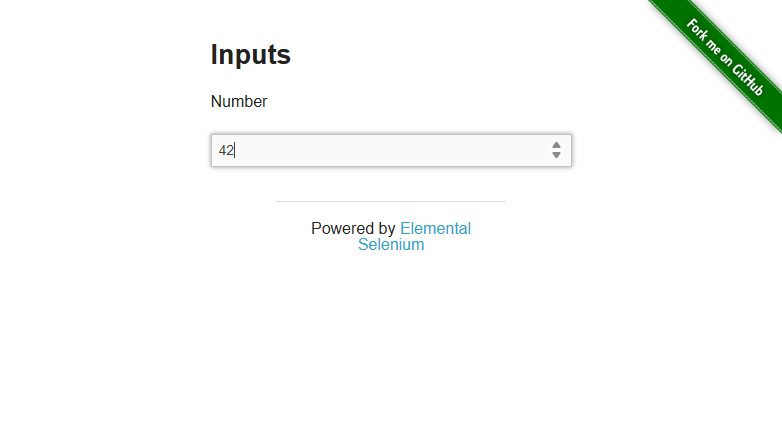 Inputs
Fork me on GitHub
Number
42
Powered by Elemental
Selenium